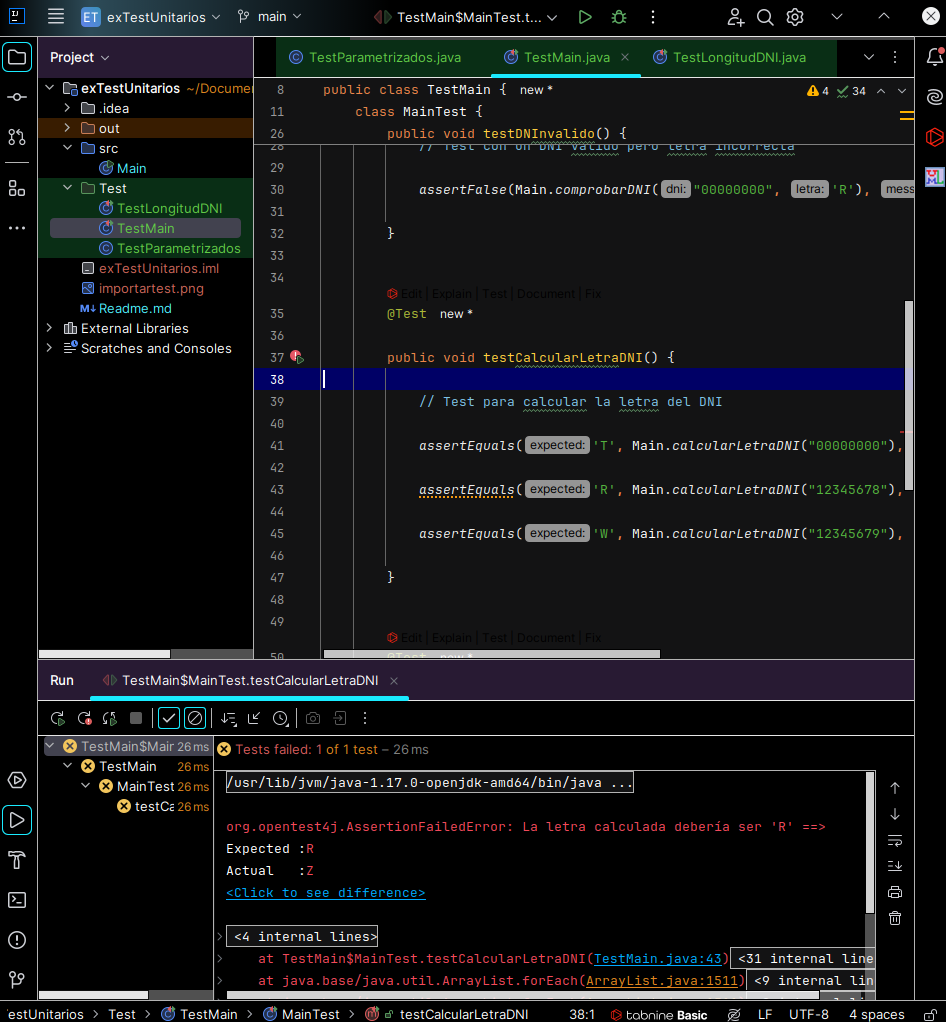 ET exTestUnitarios main TestMain$MainTest.t...
Project
exTestUnitarios ~/Documen
.idea
out
src
Main
Test
TestLongitudDNI
TestMain
TestParametrizados
exTestUnitarios.iml
importartest.png
M↓ Readme.md
External Libraries
Scratches and Consoles
TestParametrizados.java TestMain.java TestLongitudDNI.java
8 public class TestMain { new *
4 34
11 class MainTest {
26 public void testDNInvalido() {
28 // Test con un DNI valido pero letra incorrecta
29
30 assertFalse(Main.comprobarDNI( dni: "00000000", letra: 'R'), mess
31
32 }
33
34
Edit | Explain | Test | Document | Fix
35 @Test new *
36
37 public void testCalcularLetraDNI() {
38
39 // Test para calcular la letra del DNI
40
41 assertEquals( expected: 'T', Main.calcularLetraDNI("00000000"),
42
43 assertEquals( expected: 'R', Main.calcularLetraDNI("12345678"),
44
45 assertEquals( expected: 'W', Main.calcularLetraDNI("12345679"),
46
47 }
48
49
Edit | Explain | Test | Document | Fix
50 @Test new *
Run TestMain$MainTest.testCalcularLetraDNI
TestMain$Main 26 ms
TestMain 26 ms
MainTest 26 ms
testCa 26 ms
Tests failed: 1 of 1 test – 26 ms
/usr/lib/jvm/java-1.17.0-openjdk-amd64/bin/java ...
org.opentest4j.AssertionFailedError: La letra calculada debería ser 'R' ==>
Expected :R
Actual :Z
<Click to see difference>
<4 internal lines>
at TestMain$MainTest.testCalcularLetraDNI(TestMain.java:43) <31 internal line
at java.base/java.util.ArrayList.forEach(ArrayList.java:1511) <9 internal lin
estUnitarios > Test > TestMain > MainTest > testCalcularLetraDNI 38:1 tabnine Basic LF UTF-8 4 spaces